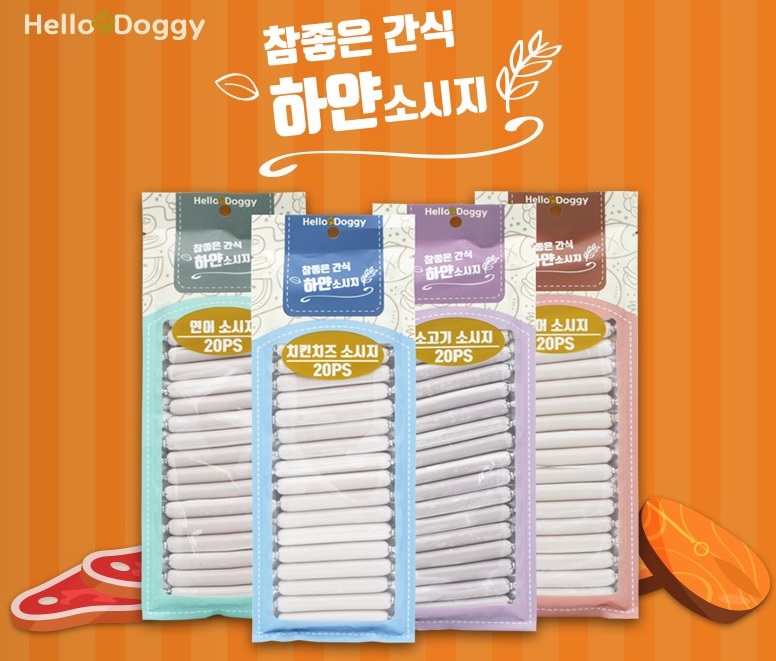 Hello Doggy
참좋은 간식
하얀소시지
Hello Doggy
참좋은 간식
하얀소시지
연어 소시지
20PS
Hello Doggy
참좋은 간식
하얀소시지
치킨치즈 소시지
20PS
Hello Doggy
참좋은 간식
하얀소시지
소고기 소시지
20PS
Hello Doggy
좋은 간식
얀소시지
어 소시지
20PS